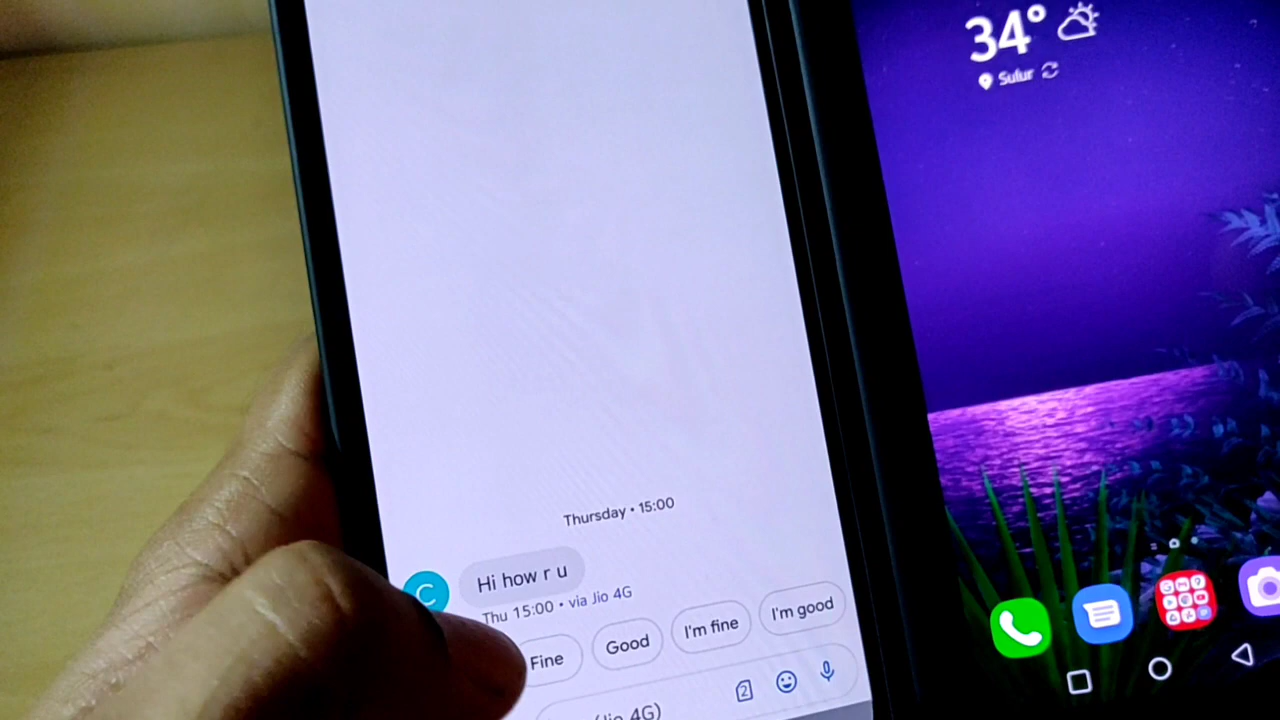 34°
Sulur
Thursday • 15:00
C
Hi how r u
Thu 15:00 • via Jio 4G
Fine
Good
I'm fine
I'm good
(Jio 4G)
2